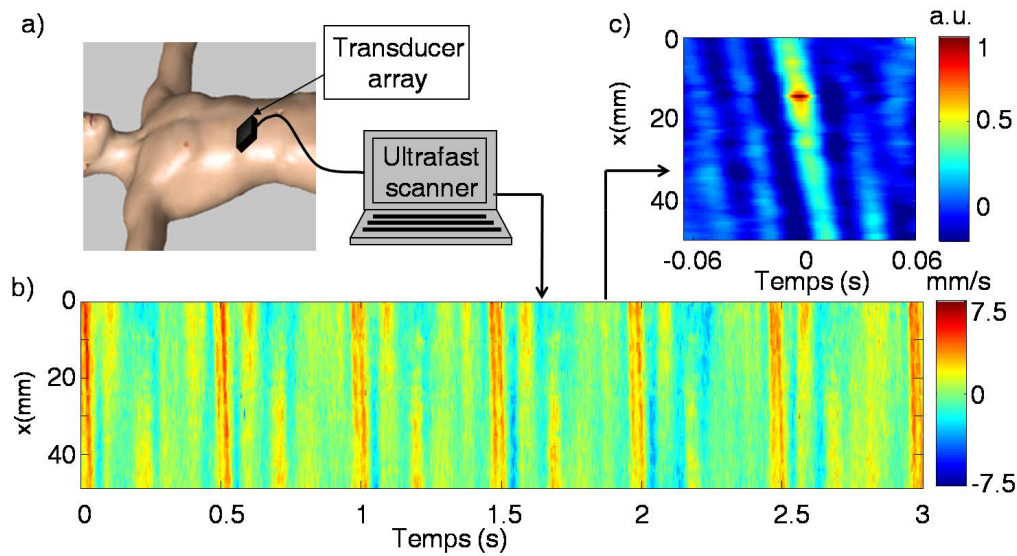 a)
Transducer
array
Ultrafast
scanner
c)
a.u.
x(mm)
0
20
40
-0.06
0
0.06
Temps (s)
1
0.5
0
b)
x(mm)
0
20
40
0
0.5
1
1.5
2
2.5
3
Temps (s)
mm/s
7.5
0
-7.5